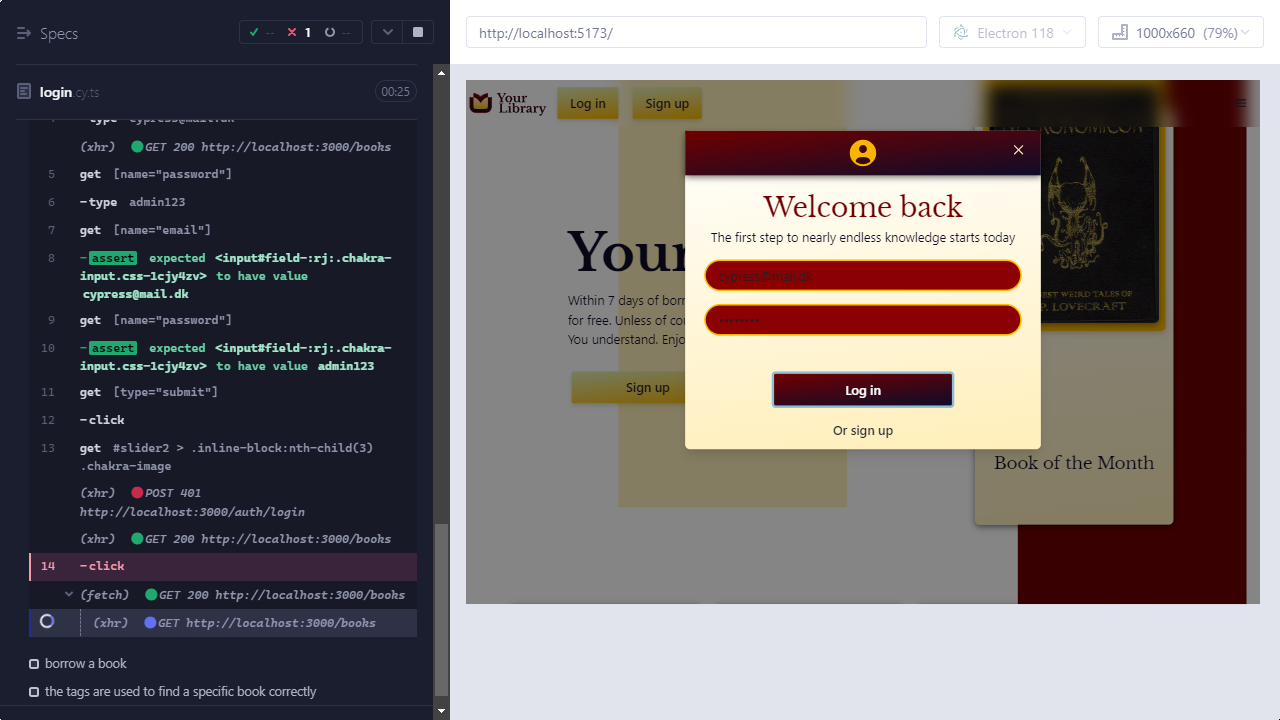 Specs
-- 1 --
login.cy.ts
00:25
-type cypress@mail.dk
(xhr) GET 200 http://localhost:3000/books
5 get [name="password"]
6 -type admin123
7 get [name="email"]
8 -assert expected <input#field-:rj:.chakra-
input.css-1cjy4zv> to have value
cypress@mail.dk
9 get [name="password"]
10 -assert expected <input#field-:rj:.chakra-
input.css-1cjy4zv> to have value admin123
11 get [type="submit"]
12 -click
13 get #slider2 > .inline-block:nth-child(3)
.chakra-image
(xhr) POST 401
http://localhost:3000/auth/login
(xhr) GET 200 http://localhost:3000/books
14 -click
(fetch) GET 200 http://localhost:3000/books
(xhr) GET http://localhost:3000/books
borrow a book
the tags are used to find a specific book correctly
http://localhost:5173/
Electron 118
1000x660 (79%)
Your
Library
Log in
Sign up
Your
Within 7 days of
for free. Unless of
You understand.
Sign up
Welcome back
The first step to nearly endless knowledge starts today
cypress@mail.dk
••••••••
Log in
Or sign up
WEIRD TALES OF
LOVECRAFT
Book of the Month